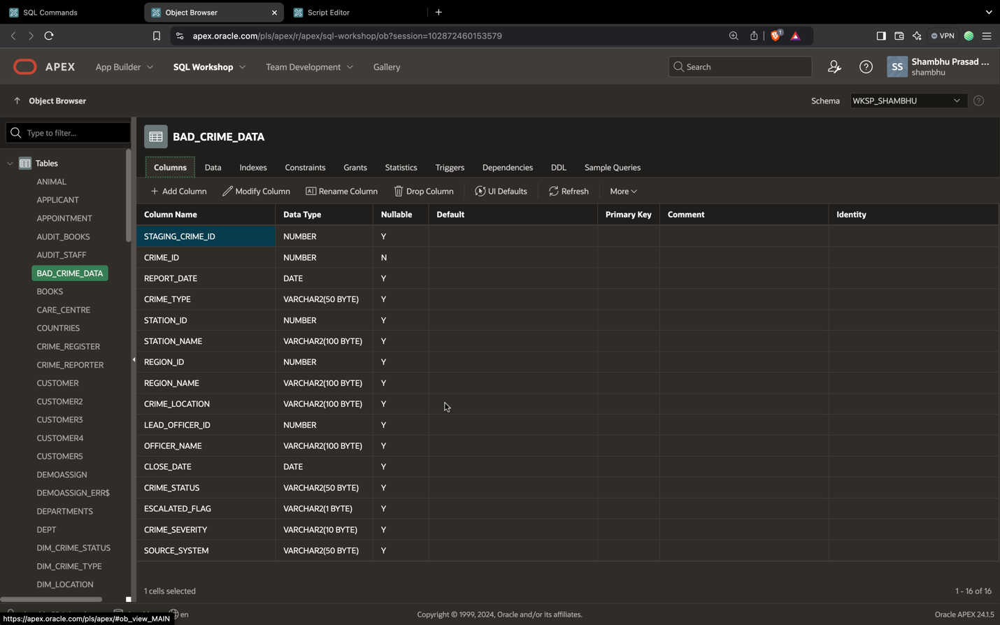 SQL Commands
Object Browser
Script Editor
apex.oracle.com/pls/apex/r/apex/sql-workshop/ob?session=102872460153579
1
VPN
APEX
App Builder
SQL Workshop
Team Development
Gallery
Search
SS
Shambhu Prasad ...
shambhu
Object Browser
Schema
WKSP_SHAMBHU
Type to filter...
Tables
ANIMAL
APPLICANT
APPOINTMENT
AUDIT_BOOKS
AUDIT_STAFF
BAD_CRIME_DATA
BOOKS
CARE_CENTRE
COUNTRIES
CRIME_REGISTER
CRIME_REPORTER
CUSTOMER
CUSTOMER2
CUSTOMER3
CUSTOMER4
CUSTOMER5
DEMOASSIGN
DEMOASSIGN_ERR$
DEPARTMENTS
DEPT
DIM_CRIME_STATUS
DIM_CRIME_TYPE
DIM_LOCATION
BAD_CRIME_DATA
Columns Data Indexes Constraints Grants Statistics Triggers Dependencies DDL Sample Queries
+ Add Column Modify Column Rename Column Drop Column UI Defaults Refresh More
Column Name Data Type Nullable Default Primary Key Comment Identity
STAGING_CRIME_ID NUMBER Y
CRIME_ID NUMBER N
REPORT_DATE DATE Y
CRIME_TYPE VARCHAR2(50 BYTE) Y
STATION_ID NUMBER Y
STATION_NAME VARCHAR2(100 BYTE) Y
REGION_ID NUMBER Y
REGION_NAME VARCHAR2(100 BYTE) Y
CRIME_LOCATION VARCHAR2(100 BYTE) Y
LEAD_OFFICER_ID NUMBER Y
OFFICER_NAME VARCHAR2(100 BYTE) Y
CLOSE_DATE DATE Y
CRIME_STATUS VARCHAR2(50 BYTE) Y
ESCALATED_FLAG VARCHAR2(1 BYTE) Y
CRIME_SEVERITY VARCHAR2(10 BYTE) Y
SOURCE_SYSTEM VARCHAR2(50 BYTE) Y
1 cells selected
1 - 16 of 16
en
Copyright © 1999, 2024, Oracle and/or its affiliates.
Oracle APEX 24.1.5
https://apex.oracle.com/pls/apex/#ob_view_MAIN